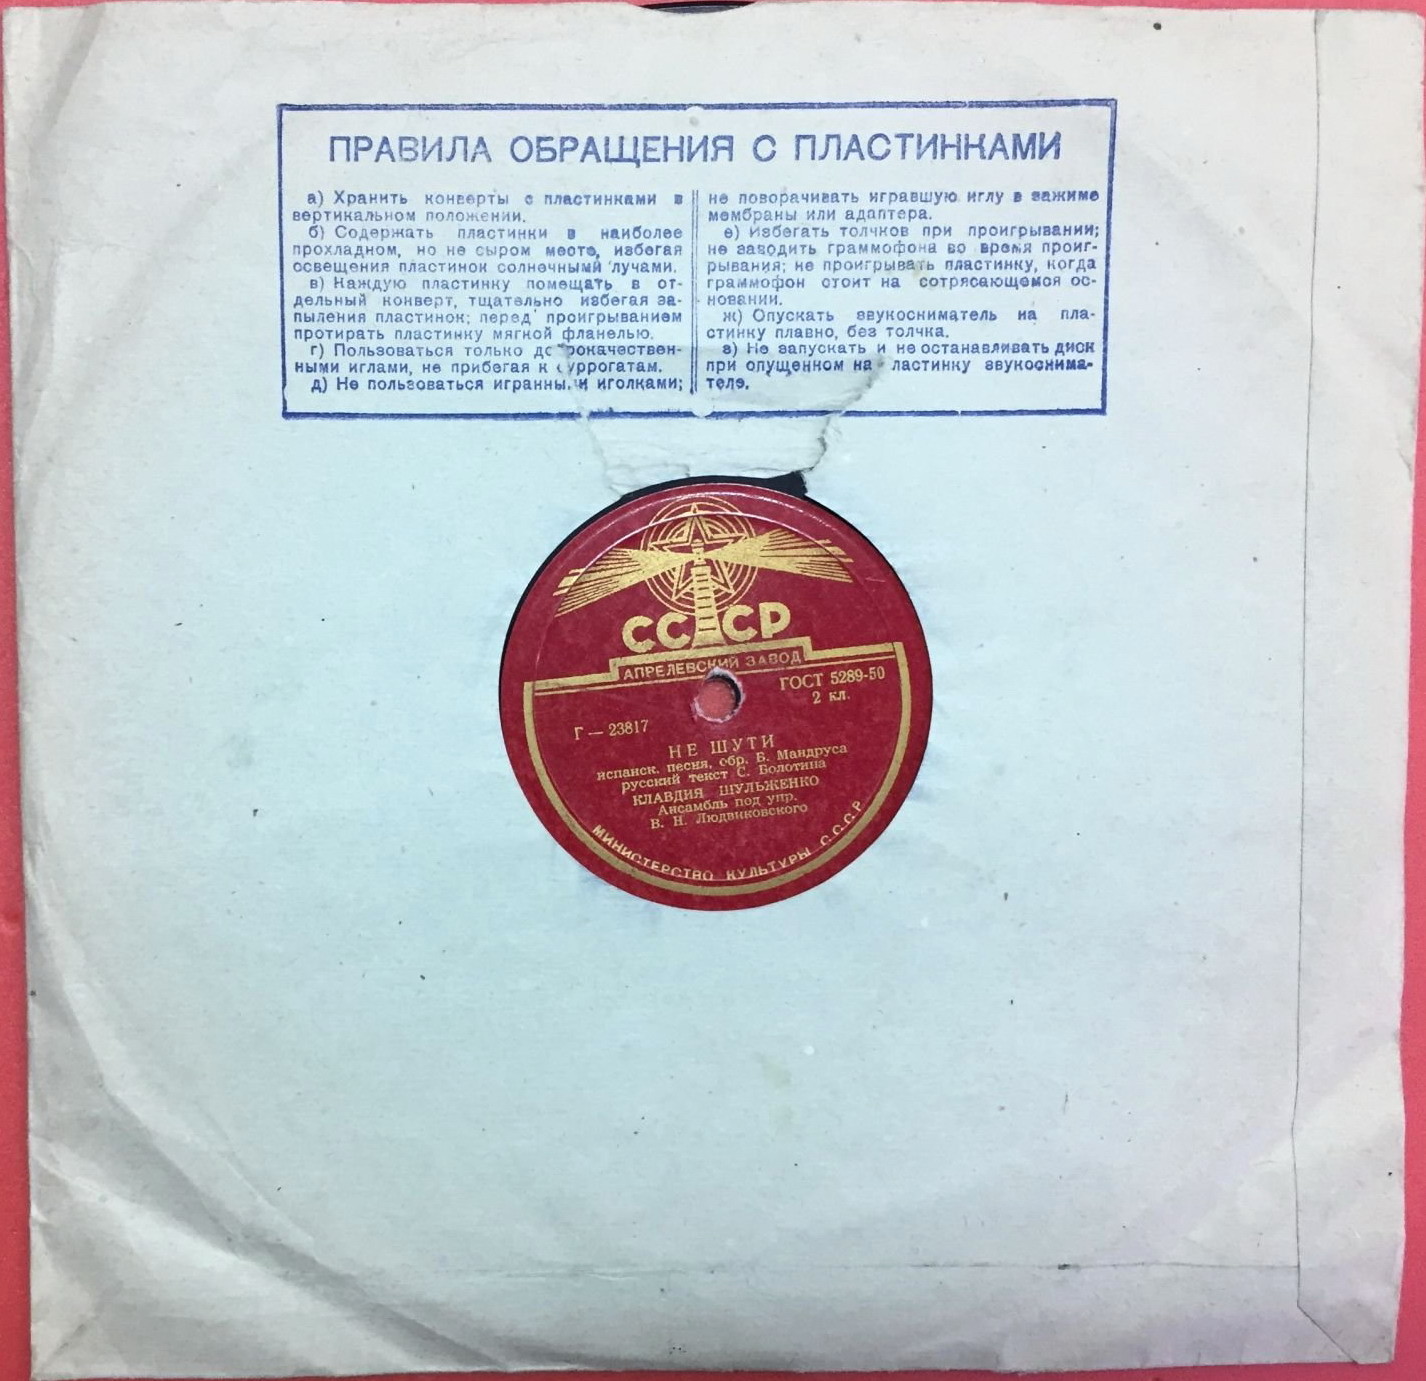 ПРАВИЛА ОБРАЩЕНИЯ С ПЛАСТИНКАМИ
а) Хранить конверты с пластинками в
вертикальном положении.
б) Содержать пластинки в наиболее
прохладном, но не сыром месте, избегая
освещения пластинок солнечными лучами.
в) Каждую пластинку помещать в от-
дельный конверт, тщательно избегая за-
пыления пластинок; перед проигрыванием
протирать пластинку мягкой фланелью.
г) Пользоваться только доброкачествен-
ными иглами, не прибегая к суррогатам.
д) Не пользоваться игранными иголками;
не поворачивать игравшую иглу в зажиме
мембраны или адаптера.
е) Избегать толчков при проигрывании;
не заводить граммофона во время проиг-
рывания; не проигрывать пластинку, когда
граммофон стоит на сотрясающемся ос-
новании.
ж) Опускать звукосниматель на пла-
стинку плавно, без толчка.
з) Не запускать и не останавливать диск
при опущенном на пластинку звукоснима-
теле.
СССР
АПРЕЛЕВСКИЙ ЗАВОД
ГОСТ 5289-50
2 кл.
Г — 23817
НЕ ШУТИ
испанск. песня, обр. Б. Мандруса
русский текст С. Болотина
КЛАВДИЯ ШУЛЬЖЕНКО
Ансамбль под упр.
В. Н. Людвиковского
МИНИСТЕРСТВО КУЛЬТУРЫ С.С.С.Р